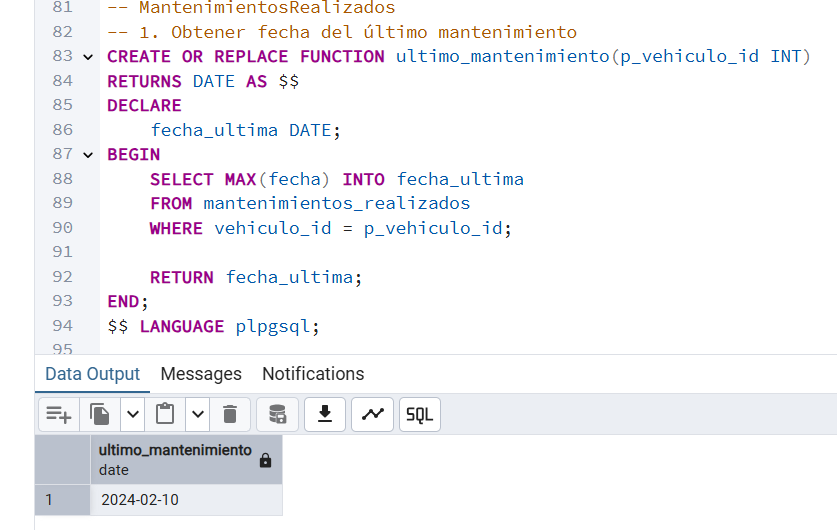 81 -- MantenimientosRealizados
82 -- 1. Obtener fecha del último mantenimiento
83 CREATE OR REPLACE FUNCTION ultimo_mantenimiento(p_vehiculo_id INT)
84 RETURNS DATE AS $$
85 DECLARE
86     fecha_ultima DATE;
87 BEGIN
88     SELECT MAX(fecha) INTO fecha_ultima
89     FROM mantenimientos_realizados
90     WHERE vehiculo_id = p_vehiculo_id;
91
92     RETURN fecha_ultima;
93 END;
94 $$ LANGUAGE plpgsql;
95
Data Output Messages Notifications
SQL
ultimo_mantenimiento
date
1 2024-02-10